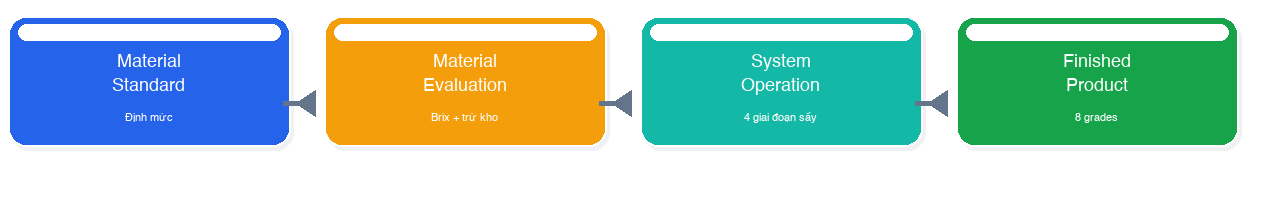 Material
Standard
Định mức
Material
Evaluation
Brix + trừ kho
System
Operation
4 giai đoạn sấy
Finished
Product
8 grades